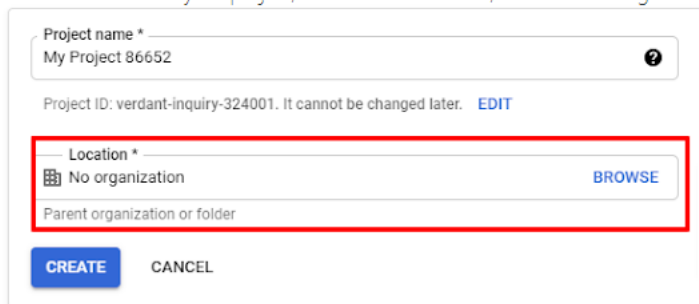 Project name *
My Project 86652
Project ID: verdant-inquiry-324001. It cannot be changed later. EDIT
Location *
No organization BROWSE
Parent organization or folder
CREATE CANCEL